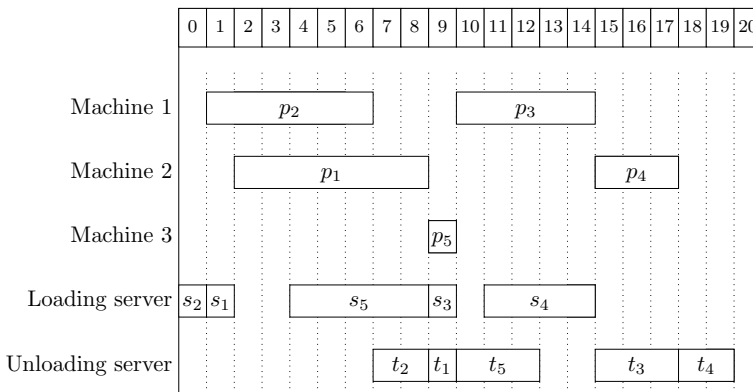 0 1 2 3 4 5 6 7 8 9 10 11 12 13 14 15 16 17 18 19 20
Machine 1 p₂ p₃
Machine 2 p₁ p₄
Machine 3 p₅
Loading server s₂ s₁ s₅ s₃ s₄
Unloading server t₂ t₁ t₅ t₃ t₄